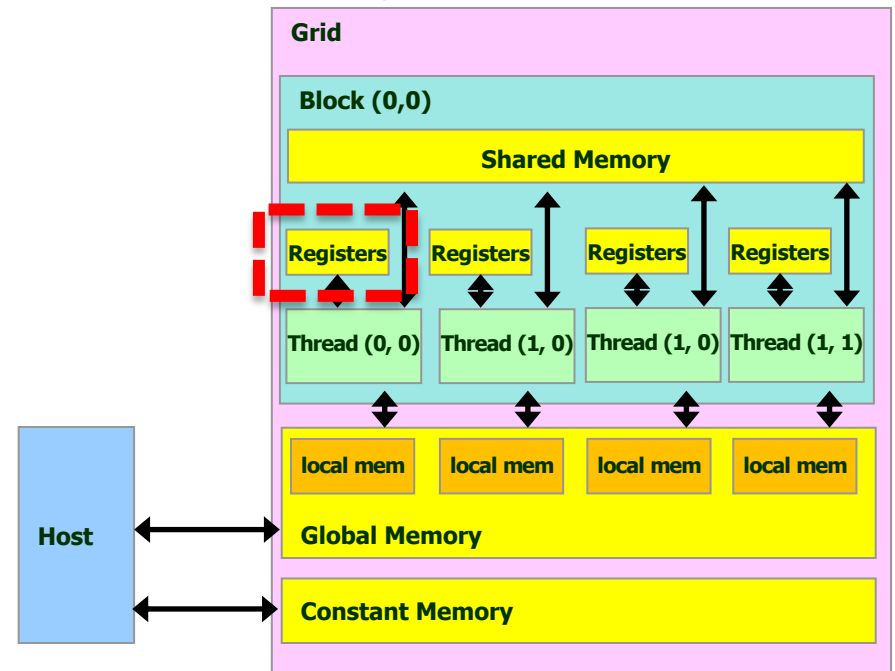 Grid
Block (0,0)
Shared Memory
Registers Registers Registers Registers
Thread (0, 0) Thread (1, 0) Thread (1, 0) Thread (1, 1)
local mem local mem local mem local mem
Host
Global Memory
Constant Memory